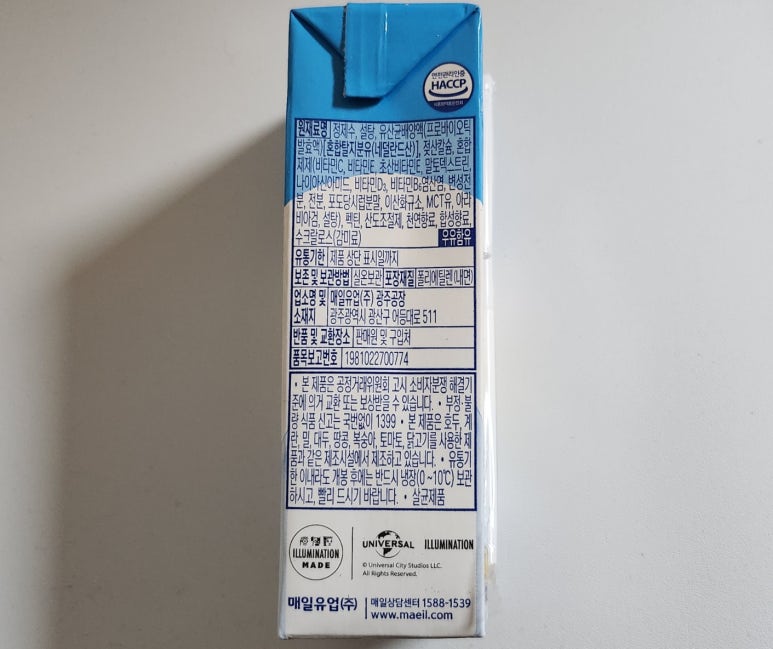 안전관리인증
HACCP
식품의약품안전처
원재료명 정제수, 설탕, 유산균배양액(프로바이오틱
발효액)[혼합탈지분유(네덜란드산)], 젖산칼슘, 혼합
제제(비타민C, 비타민E, 초산비타민E, 말토덱스트린,
나이아신아미드, 비타민D₃, 비타민B₆염산염, 변성전
분, 전분, 포도당시럽분말, 이산화규소, MCT유, 아라
비아검, 설탕), 펙틴, 산도조절제, 천연향료, 합성향료,
수크랄로스(감미료) 우유함유
유통기한 제품 상단 표시일까지
보존 및 보관방법 실온보관 포장재질 폴리에틸렌(내면)
업소명 및 매일유업(주) 광주공장
소재지 광주광역시 광산구 어등대로 511
반품 및 교환장소 판매원 및 구입처
품목보고번호 1981022700774
• 본 제품은 공정거래위원회 고시 소비자분쟁 해결기
준에 의거 교환 또는 보상받을 수 있습니다. • 부정·불
량 식품 신고는 국번없이 1399 • 본 제품은 호두, 계
란, 밀, 대두, 땅콩, 복숭아, 토마토, 닭고기를 사용한 제
품과 같은 제조시설에서 제조하고 있습니다. • 유통기
한 이내라도 개봉 후에는 반드시 냉장(0~10℃) 보관
하시고, 빨리 드시기 바랍니다. • 살균제품
ILLUMINATION
MADE
UNIVERSAL
ILLUMINATION
© Universal City Studios LLC.
All Rights Reserved.
매일유업(주) 매일상담센터 1588-1539
www.maeil.com